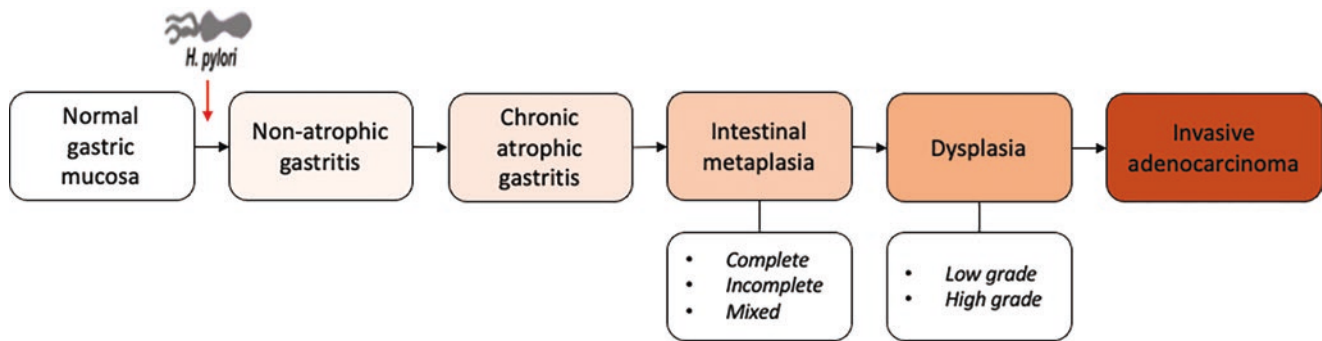 H. pylori
Normal
gastric
mucosa
Non-atrophic
gastritis
Chronic
atrophic
gastritis
Intestinal
metaplasia
Dysplasia
Invasive
adenocarcinoma
• Complete
• Incomplete
• Mixed
• Low grade
• High grade